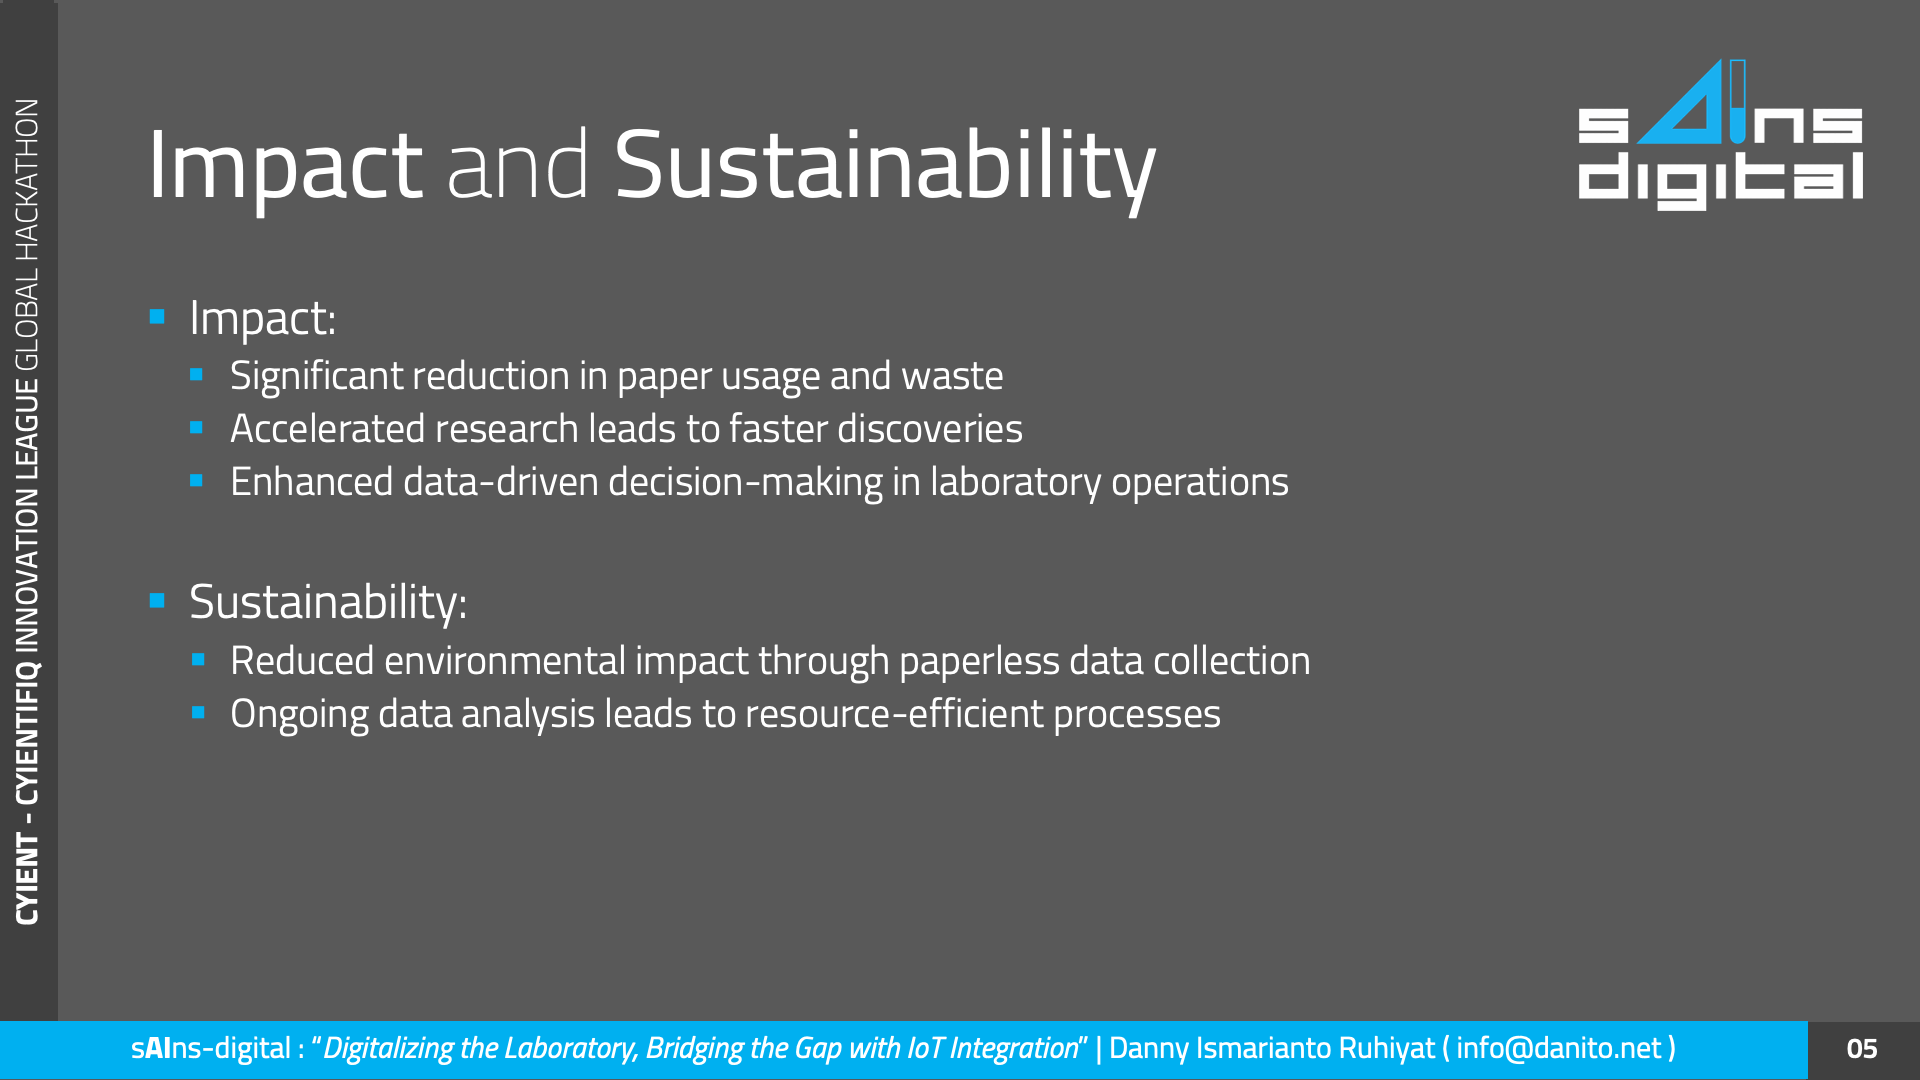 CYIENT - CYIENTIFIQ INNOVATION LEAGUE GLOBAL HACKATHON
Impact and Sustainability
sAIns
digital
Impact:
Significant reduction in paper usage and waste
Accelerated research leads to faster discoveries
Enhanced data-driven decision-making in laboratory operations
Sustainability:
Reduced environmental impact through paperless data collection
Ongoing data analysis leads to resource-efficient processes
sAIns-digital : “Digitalizing the Laboratory, Bridging the Gap with IoT Integration” | Danny Ismarianto Ruhiyat ( info@danito.net )
05